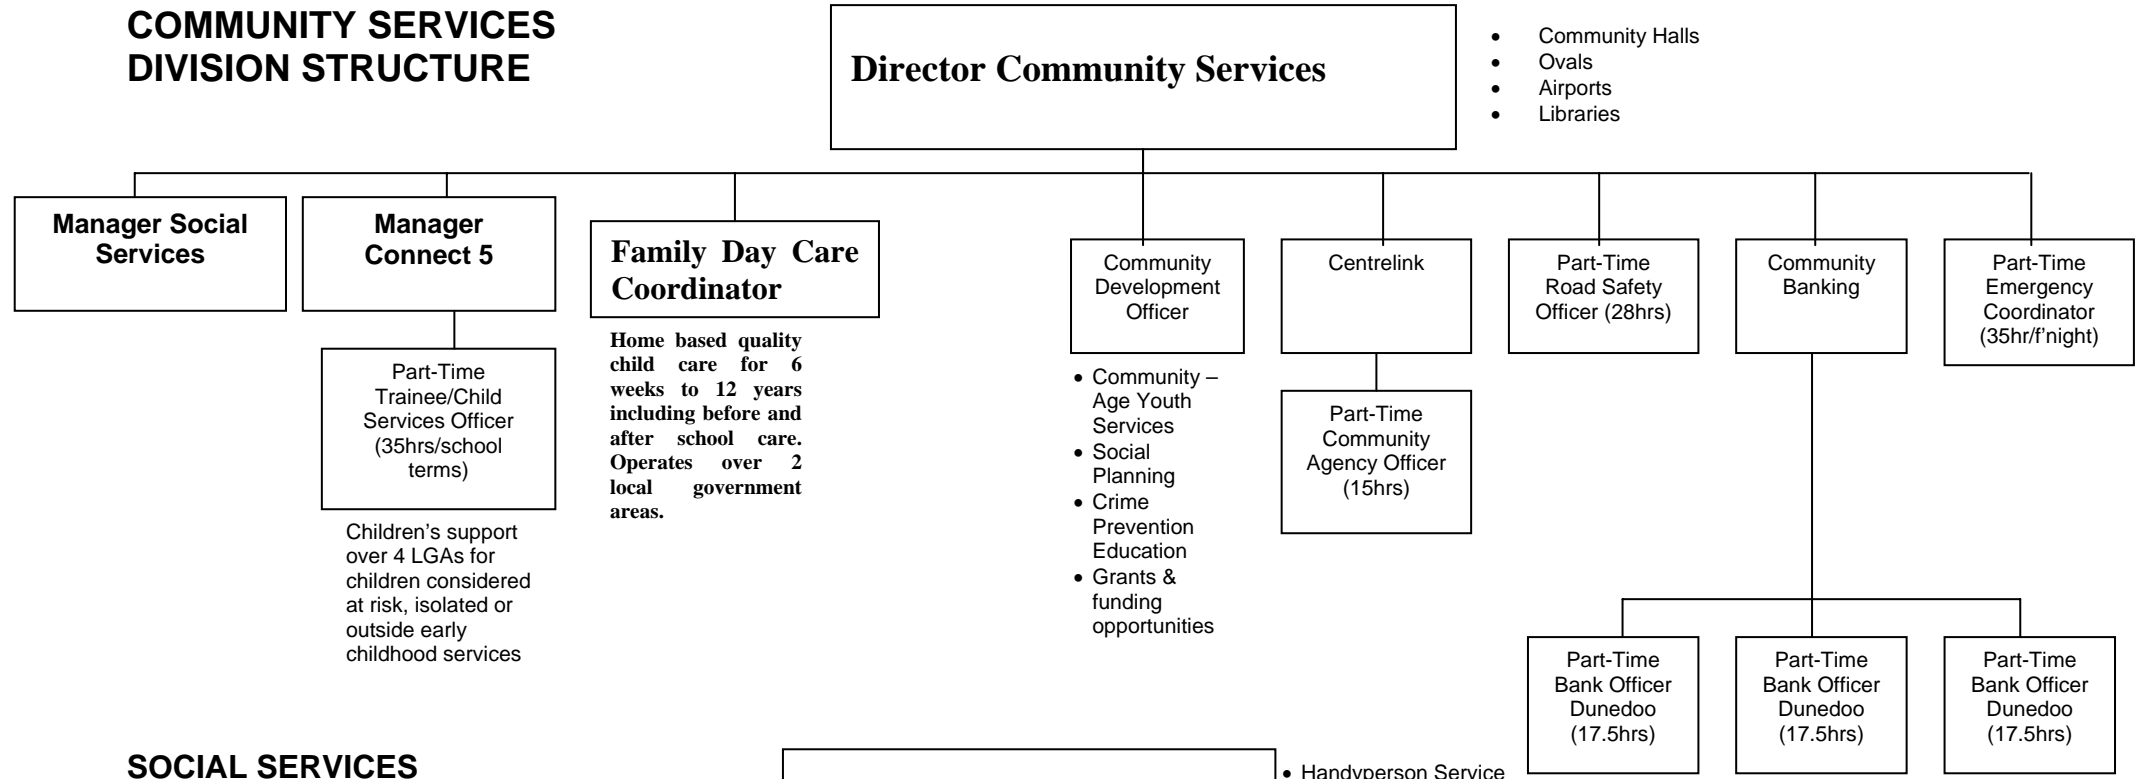 COMMUNITY SERVICES
DIVISION STRUCTURE
Director Community Services
• Community Halls
• Ovals
• Airports
• Libraries
Manager Social
Services
Manager
Connect 5
Family Day Care
Coordinator
Community
Development
Officer
Centrelink
Part-Time
Road Safety
Officer (28hrs)
Community
Banking
Part-Time
Emergency
Coordinator
(35hr/f'night)
Part-Time
Trainee/Child
Services Officer
(35hrs/school
terms)
Children’s support
over 4 LGAs for
children considered
at risk, isolated or
outside early
childhood services
Home based quality
child care for 6
weeks to 12 years
including before and
after school care.
Operates over 2
local government
areas.
• Community –
Age Youth
Services
• Social
Planning
• Crime
Prevention
Education
• Grants &
funding
opportunities
Part-Time
Community
Agency Officer
(15hrs)
Part-Time
Bank Officer
Dunedoo
(17.5hrs)
Part-Time
Bank Officer
Dunedoo
(17.5hrs)
Part-Time
Bank Officer
Dunedoo
(17.5hrs)
SOCIAL SERVICES
• Handyperson Service